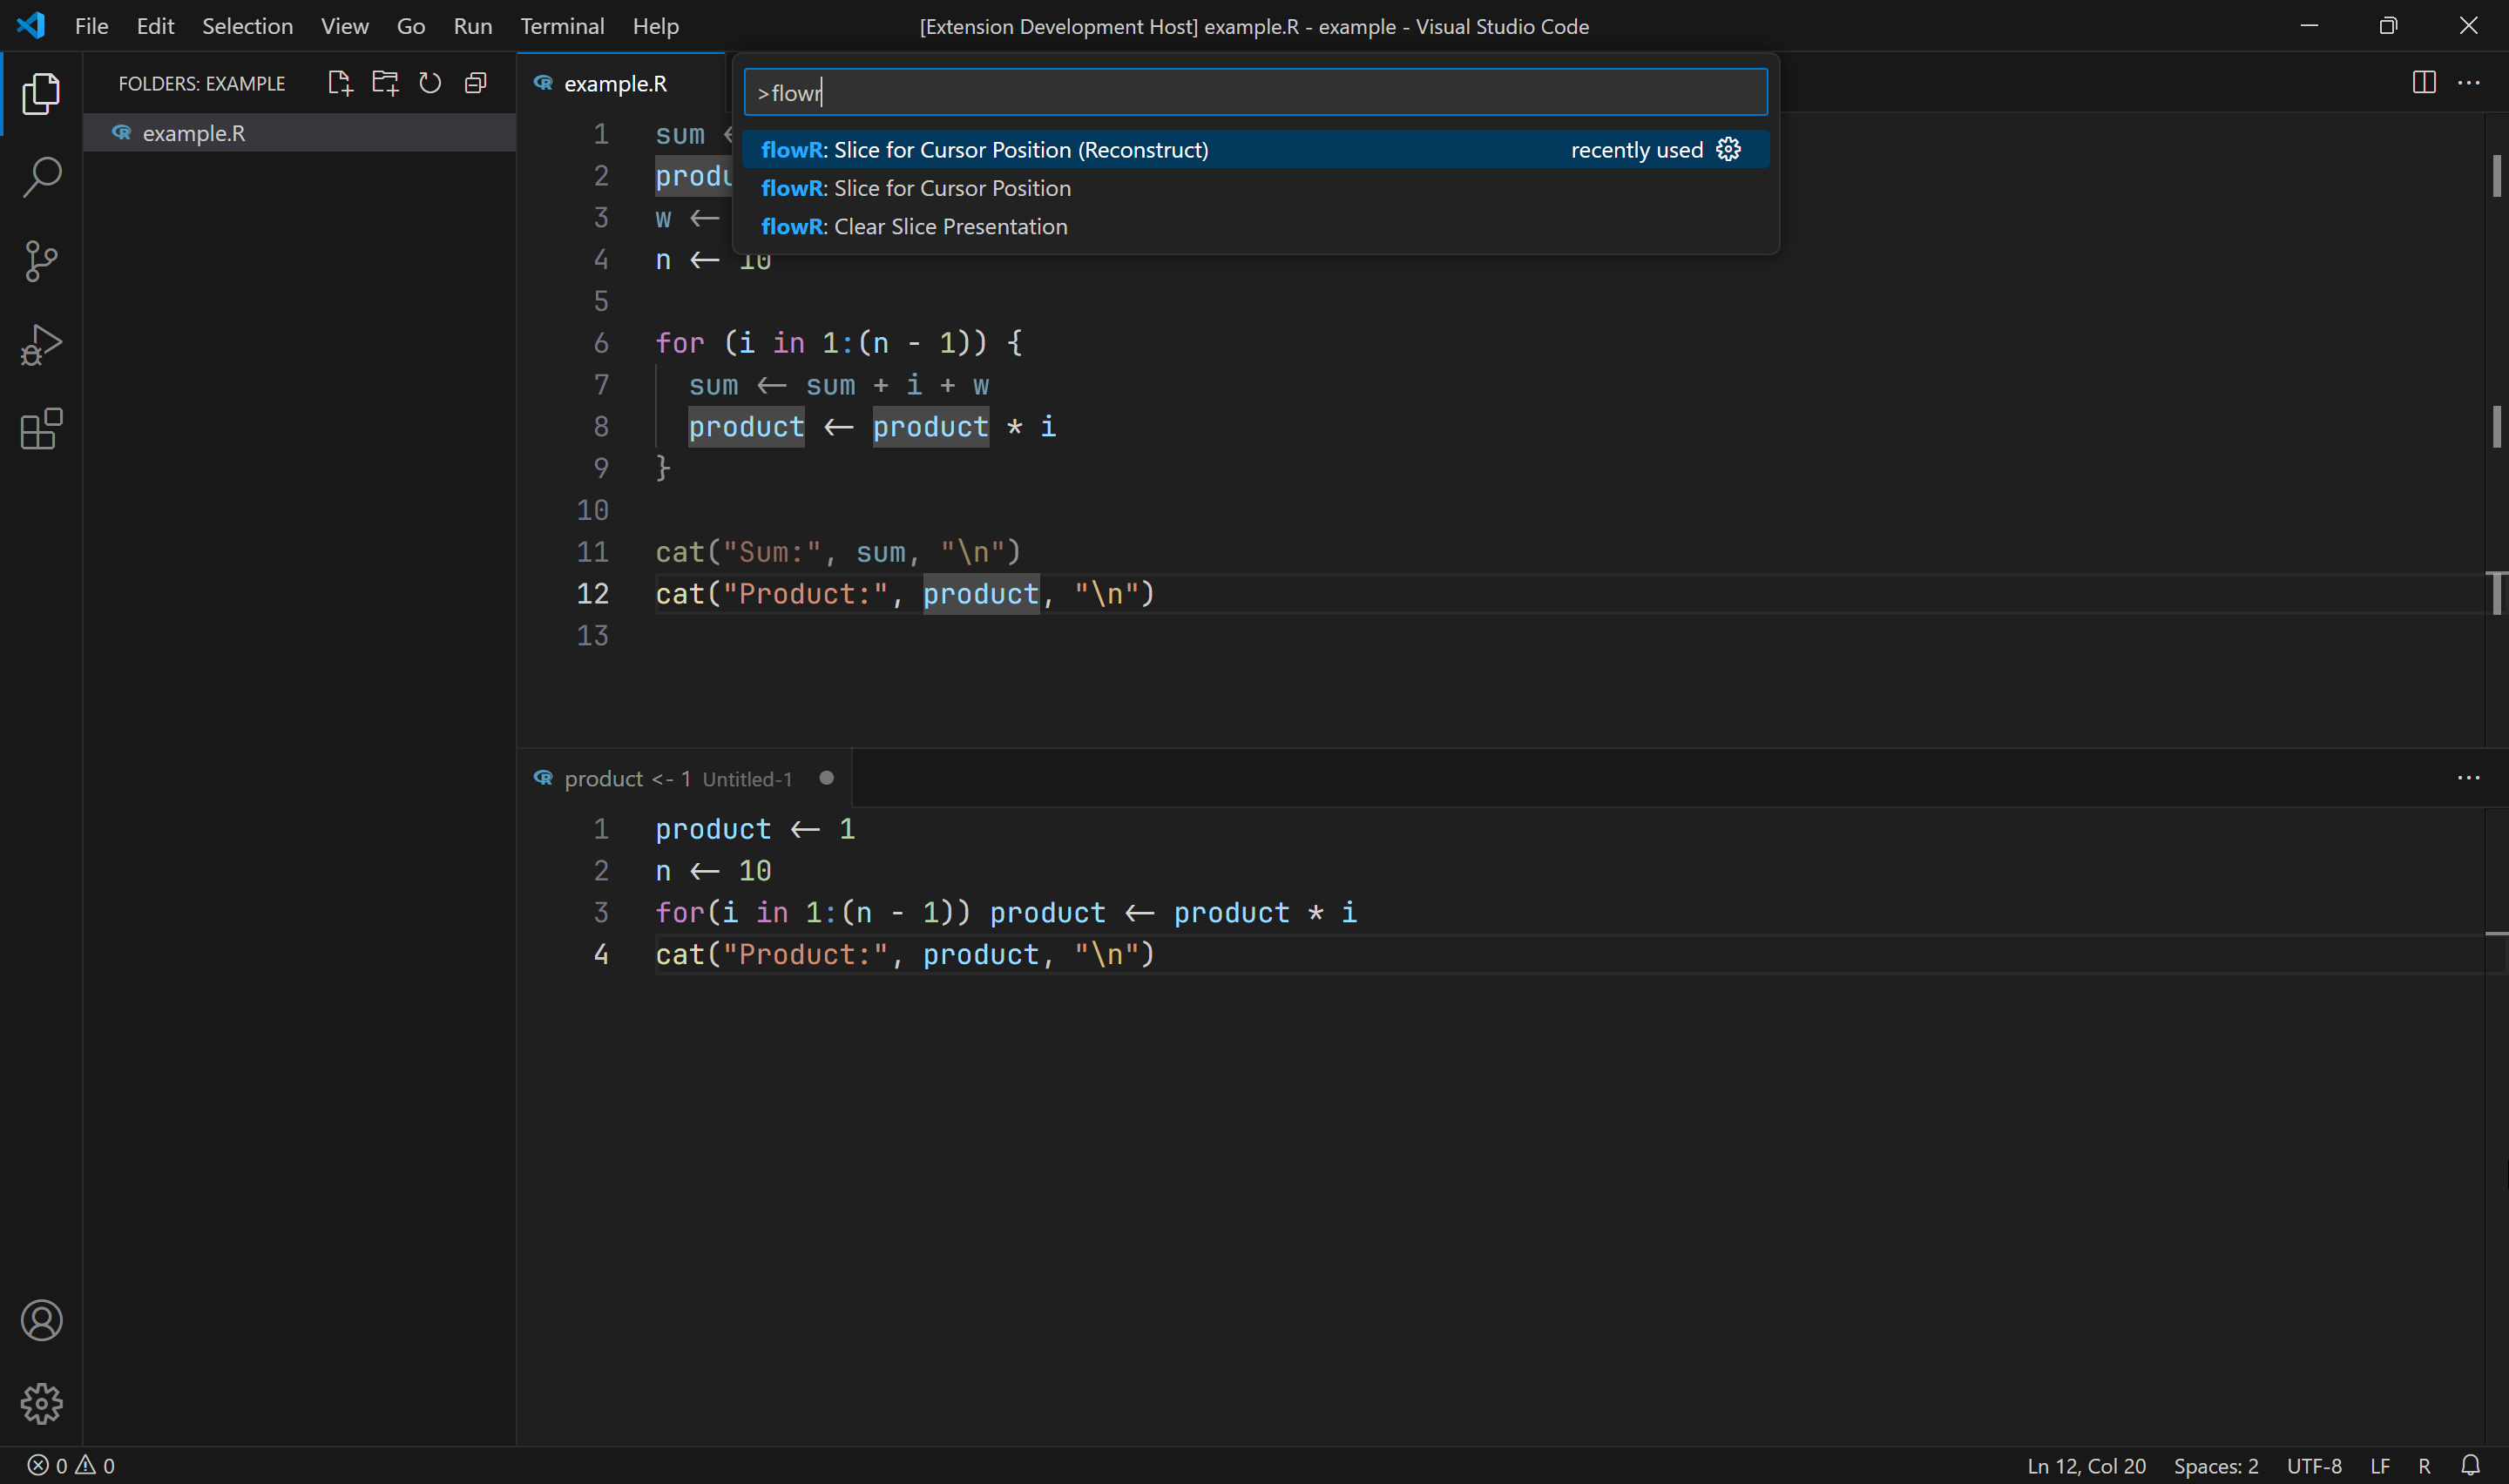 File Edit Selection View Go Run Terminal Help [Extension Development Host] example.R - example - Visual Studio Code
FOLDERS: EXAMPLE
example.R
example.R
>flowr
flowR: Slice for Cursor Position (Reconstruct) recently used
flowR: Slice for Cursor Position
flowR: Clear Slice Presentation
1 sum
2 produ
3 w <-
4 n <- 10
5
6 for (i in 1:(n - 1)) {
7 sum <- sum + i + w
8 product <- product * i
9 }
10
11 cat("Sum:", sum, "\n")
12 cat("Product:", product, "\n")
13
product <- 1 Untitled-1
1 product <- 1
2 n <- 10
3 for(i in 1:(n - 1)) product <- product * i
4 cat("Product:", product, "\n")
0 0 Ln 12, Col 20 Spaces: 2 UTF-8 LF R